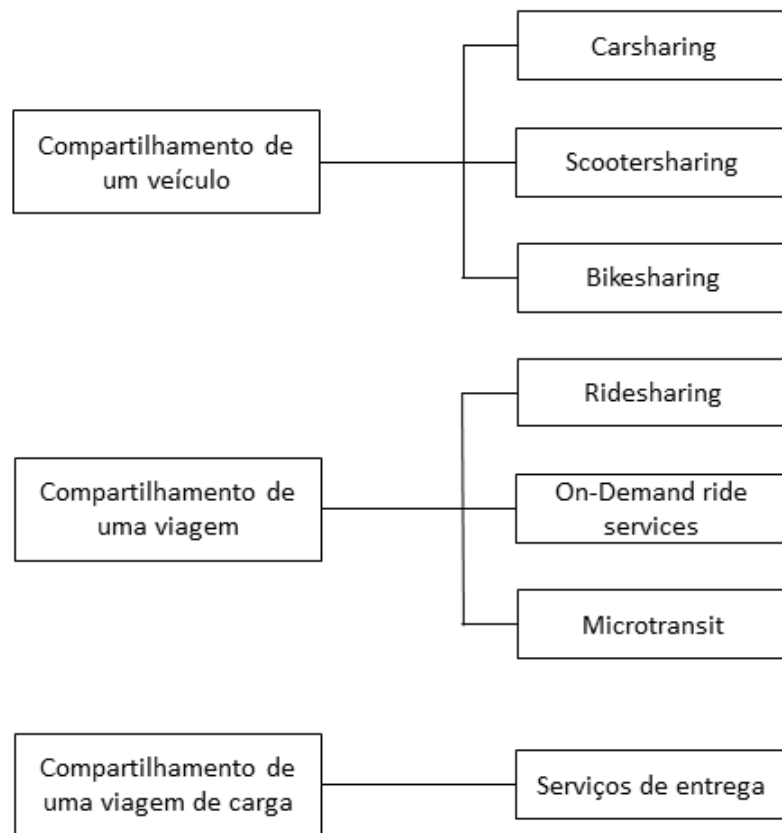 Carsharing
Compartilhamento de
um veículo
Scootersharing
Bikesharing
Ridesharing
Compartilhamento de
uma viagem
On-Demand ride
services
Microtransit
Compartilhamento de
uma viagem de carga
Serviços de entrega